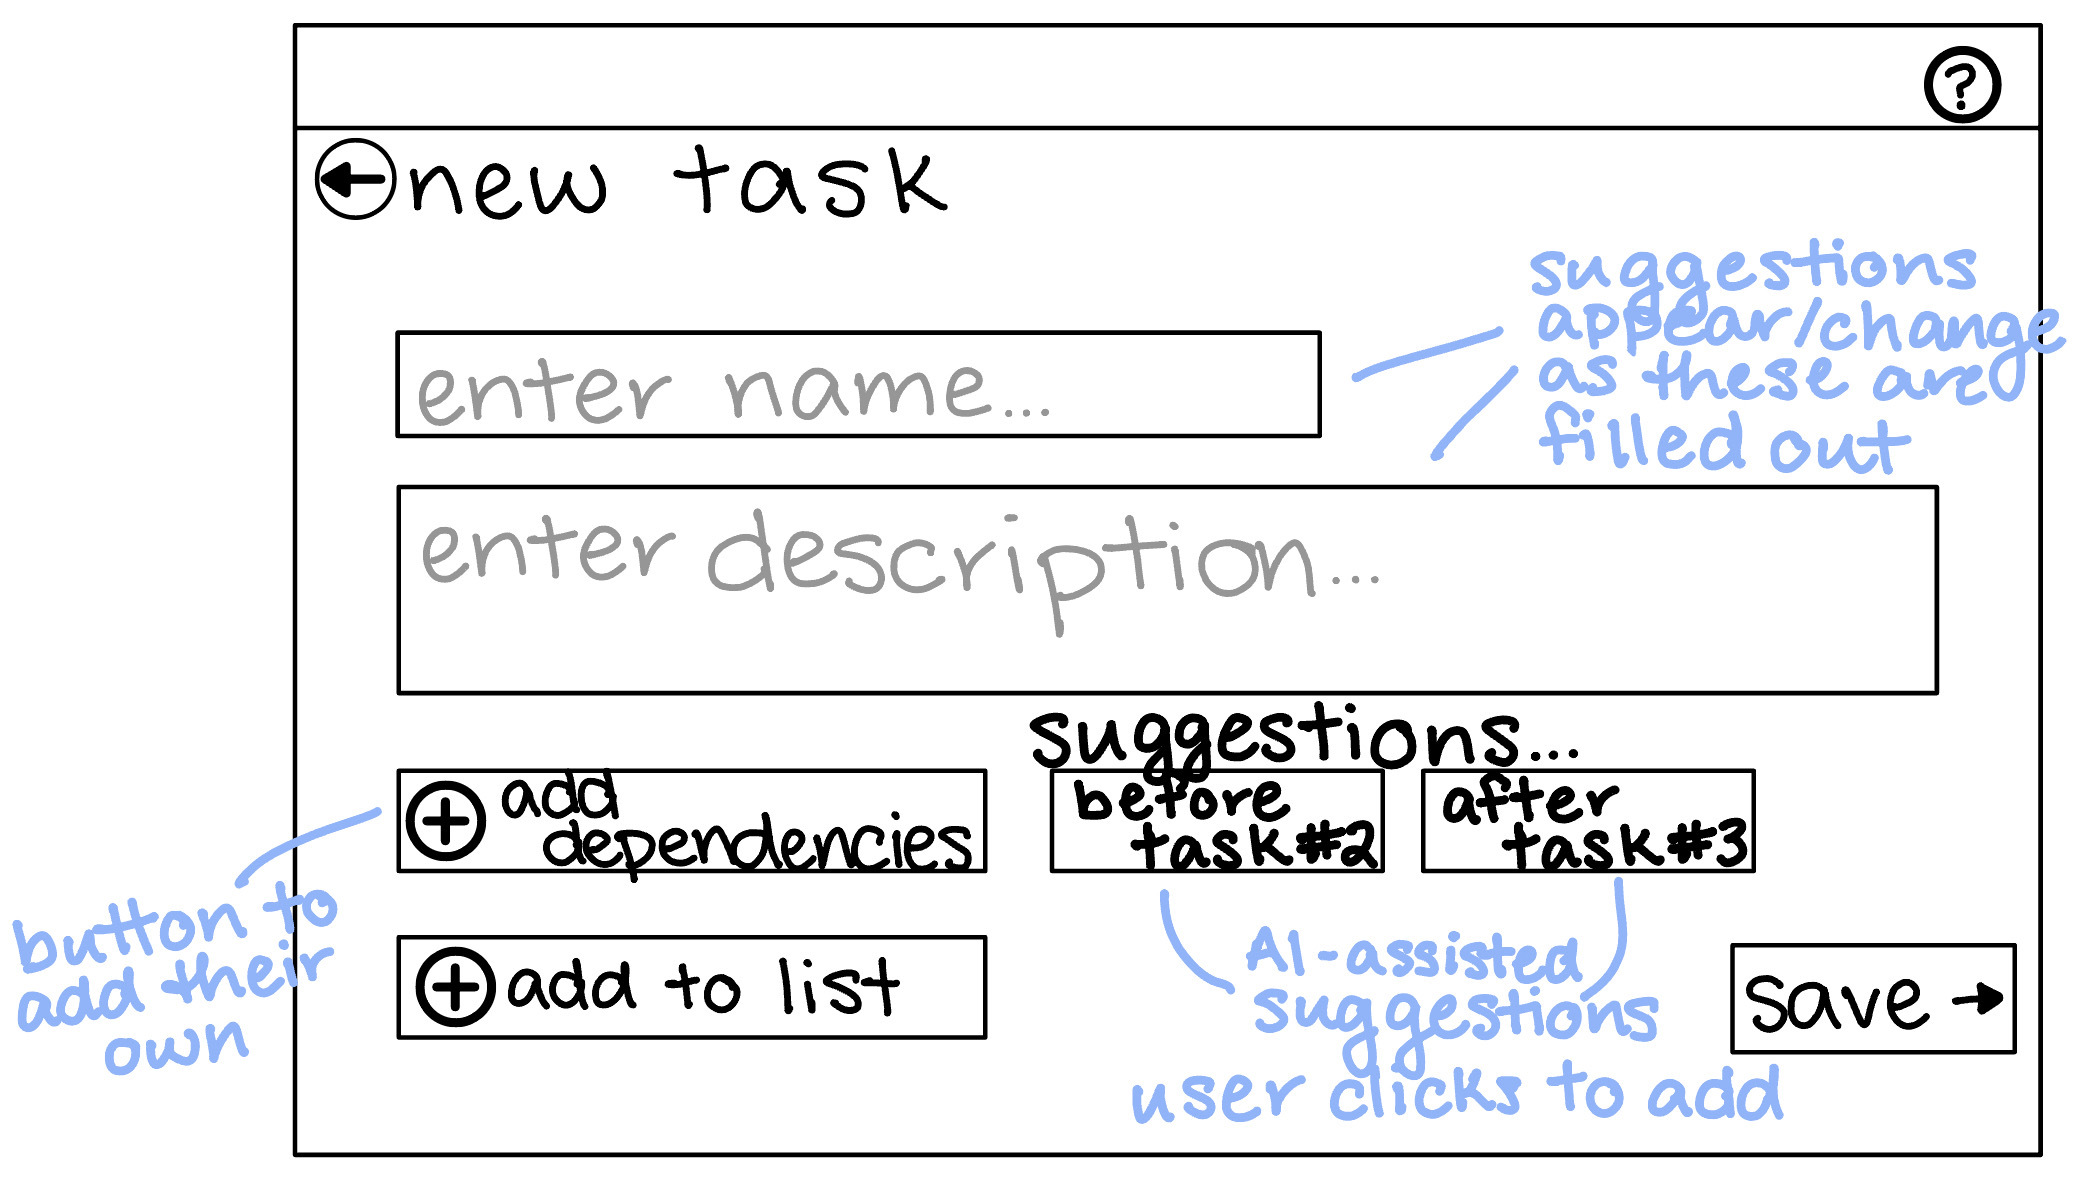 ?
new task
suggestions
appear/change
as these are
filled out
enter name...
enter description...
suggestions...
add
dependencies
before
task#2
after
task#3
button to
add their
own
add to list
AI-assisted
suggestions
user clicks to add
save